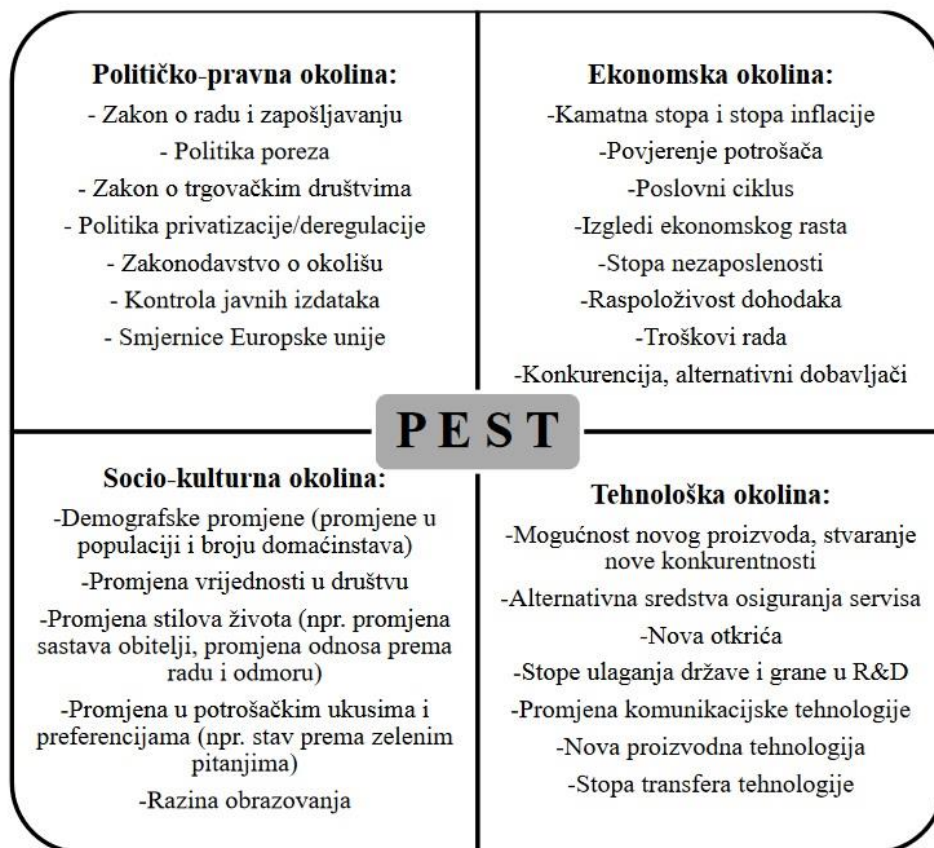 Političko-pravna okolina:
- Zakon o radu i zapošljavanju
- Politika poreza
- Zakon o trgovačkim društvima
- Politika privatizacije/deregulacije
- Zakonodavstvo o okolišu
- Kontrola javnih izdataka
- Smjernice Europske unije
Ekonomska okolina:
-Kamatna stopa i stopa inflacije
-Povjerenje potrošača
-Poslovni ciklus
-Izgledi ekonomskog rasta
-Stopa nezaposlenosti
-Raspoloživost dohodaka
-Troškovi rada
-Konkurencija, alternativni dobavljači
P E S T
Socio-kulturna okolina:
-Demografske promjene (promjene u
populaciji i broju domaćinstava)
-Promjena vrijednosti u društvu
-Promjena stilova života (npr. promjena
sastava obitelji, promjena odnosa prema
radu i odmoru)
-Promjena u potrošačkim ukusima i
preferencijama (npr. stav prema zelenim
pitanjima)
-Razina obrazovanja
Tehnološka okolina:
-Mogućnost novog proizvoda, stvaranje
nove konkurentnosti
-Alternativna sredstva osiguranja servisa
-Nova otkrića
-Stope ulaganja države i grane u R&D
-Promjena komunikacijske tehnologije
-Nova proizvodna tehnologija
-Stopa transfera tehnologije